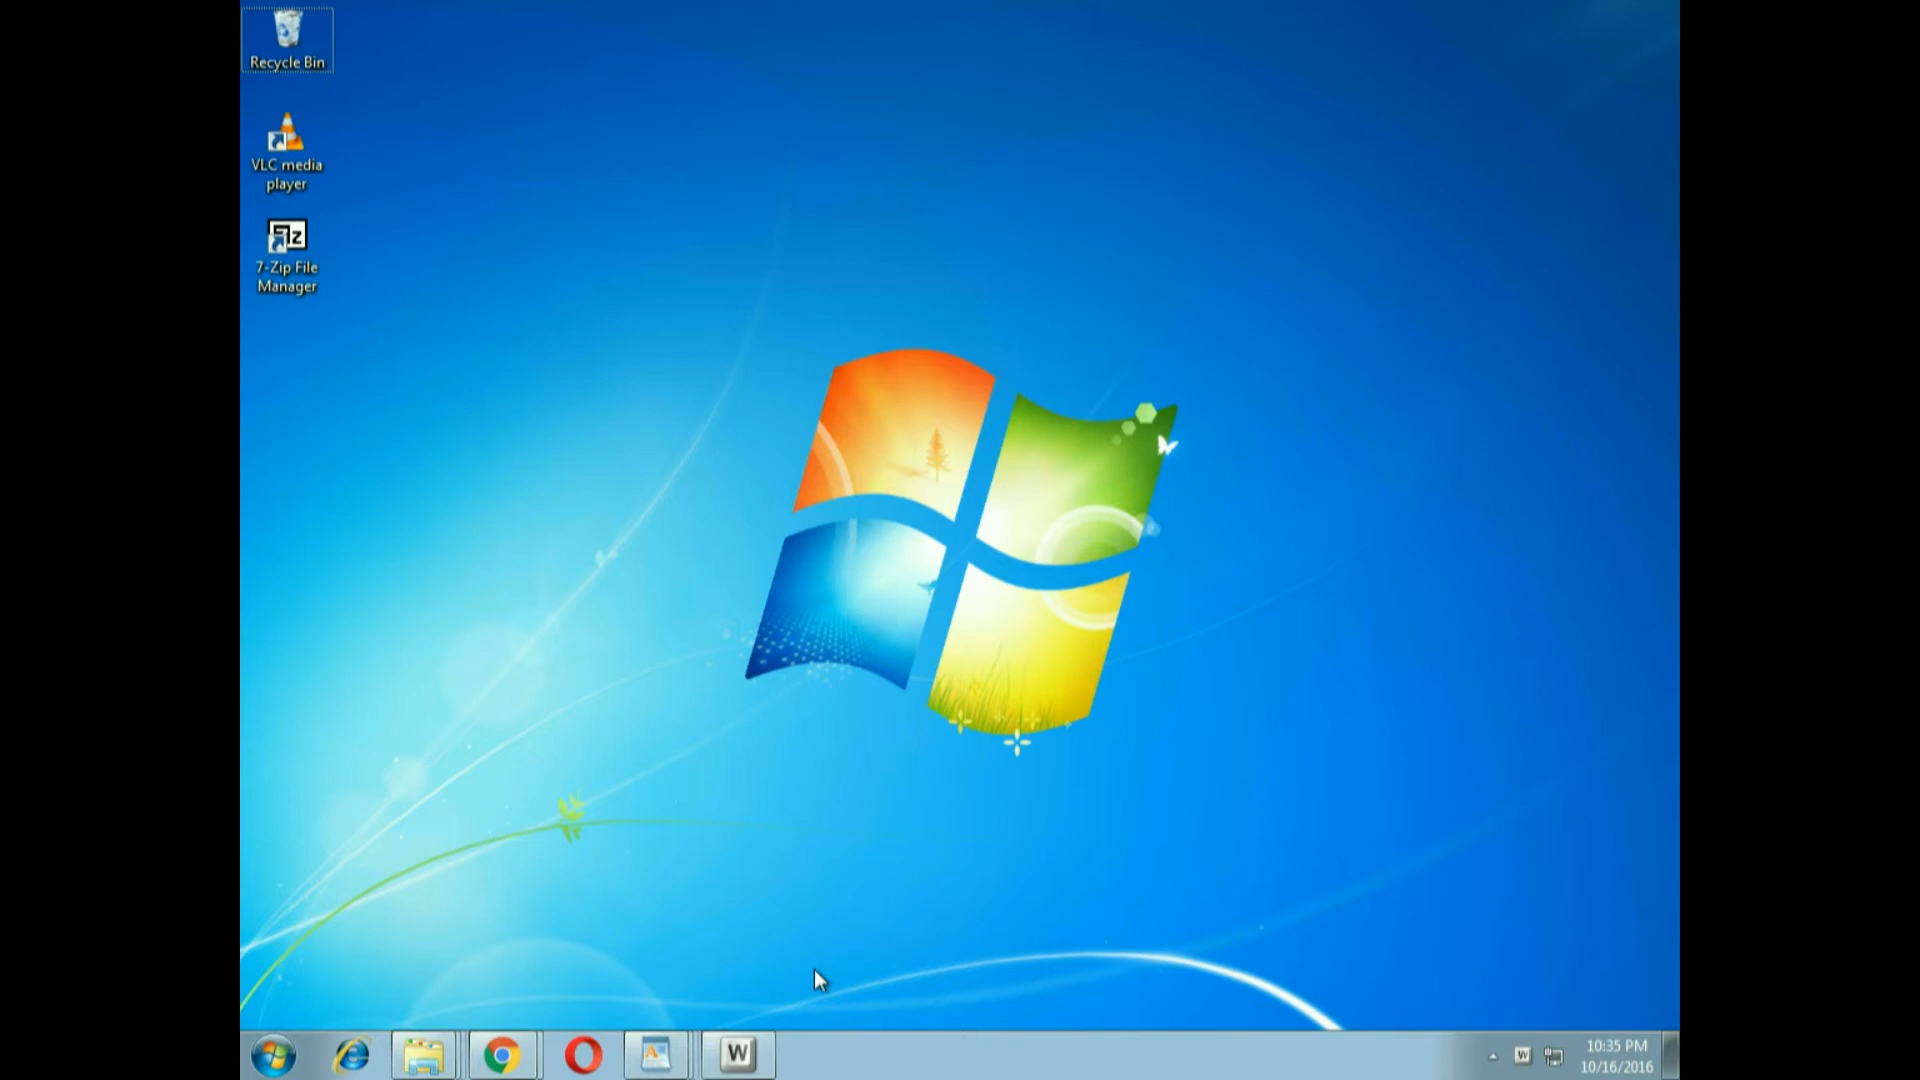 Recycle Bin
VLC media
player
7-Zip File
Manager
W
W
10:35 PM
10/16/2016